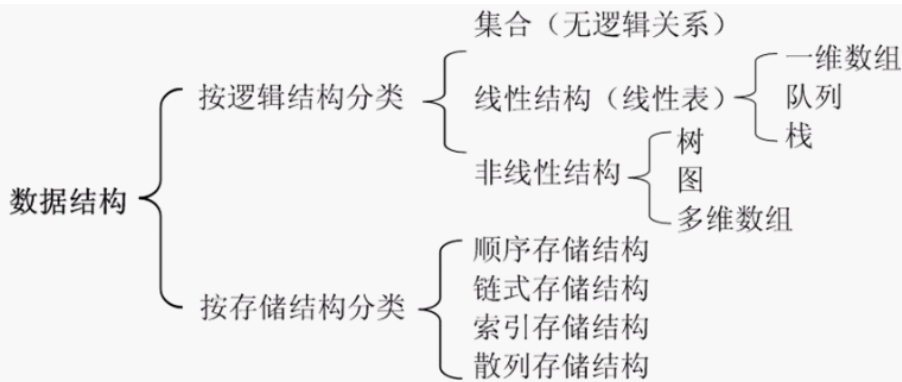 集合（无逻辑关系）
一维数组
按逻辑结构分类
线性结构（线性表）
队列
栈
树
非线性结构
图
数据结构
多维数组
顺序存储结构
链式存储结构
按存储结构分类
索引存储结构
散列存储结构